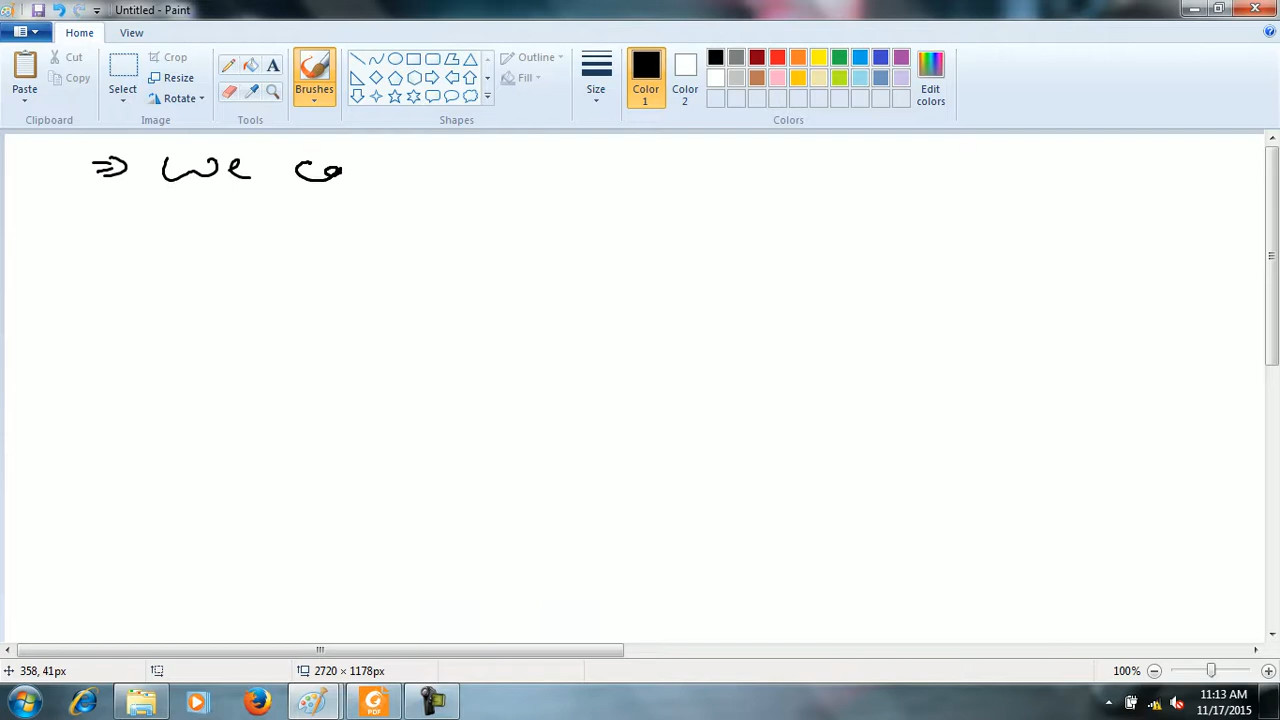 Untitled - Paint
Home View
Paste Cut Copy Clipboard
Select Crop Resize Rotate Image
A Tools
Brushes
Outline Fill Shapes
Size
Color 1 Color 2 Edit colors Colors
⇒ We co
358, 41px 2720 × 1178px 100%
PDF
11:13 AM
11/17/2015